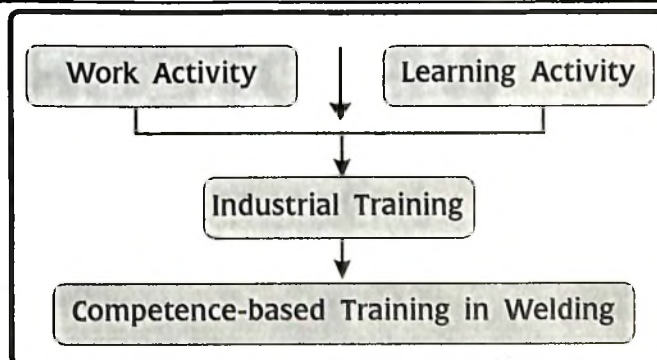 Work Activity
Learning Activity
Industrial Training
Competence-based Training in Welding